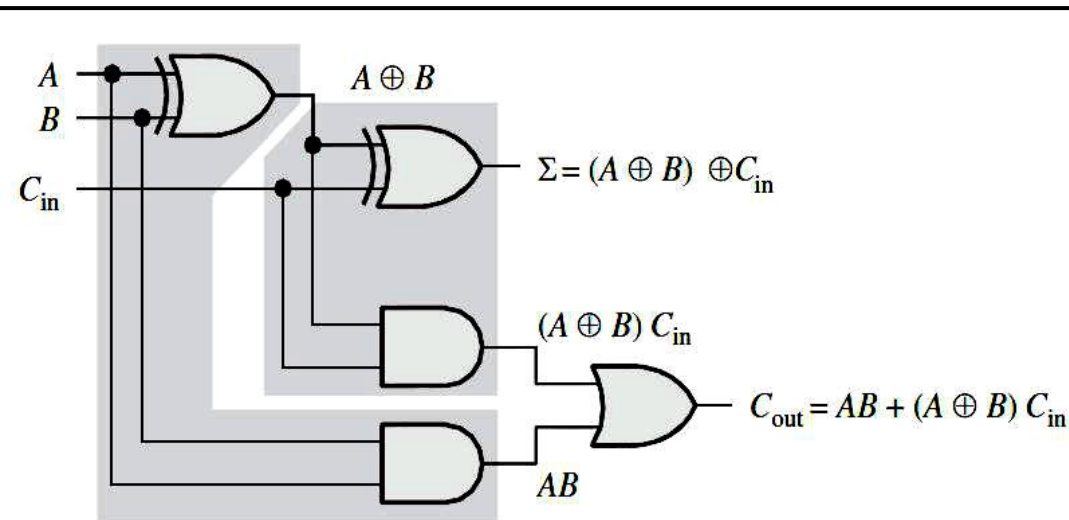 A
A ⊕ B
B
Σ = (A ⊕ B) ⊕C_in
C_in
(A ⊕ B) C_in
C_out = AB + (A ⊕ B) C_in
AB